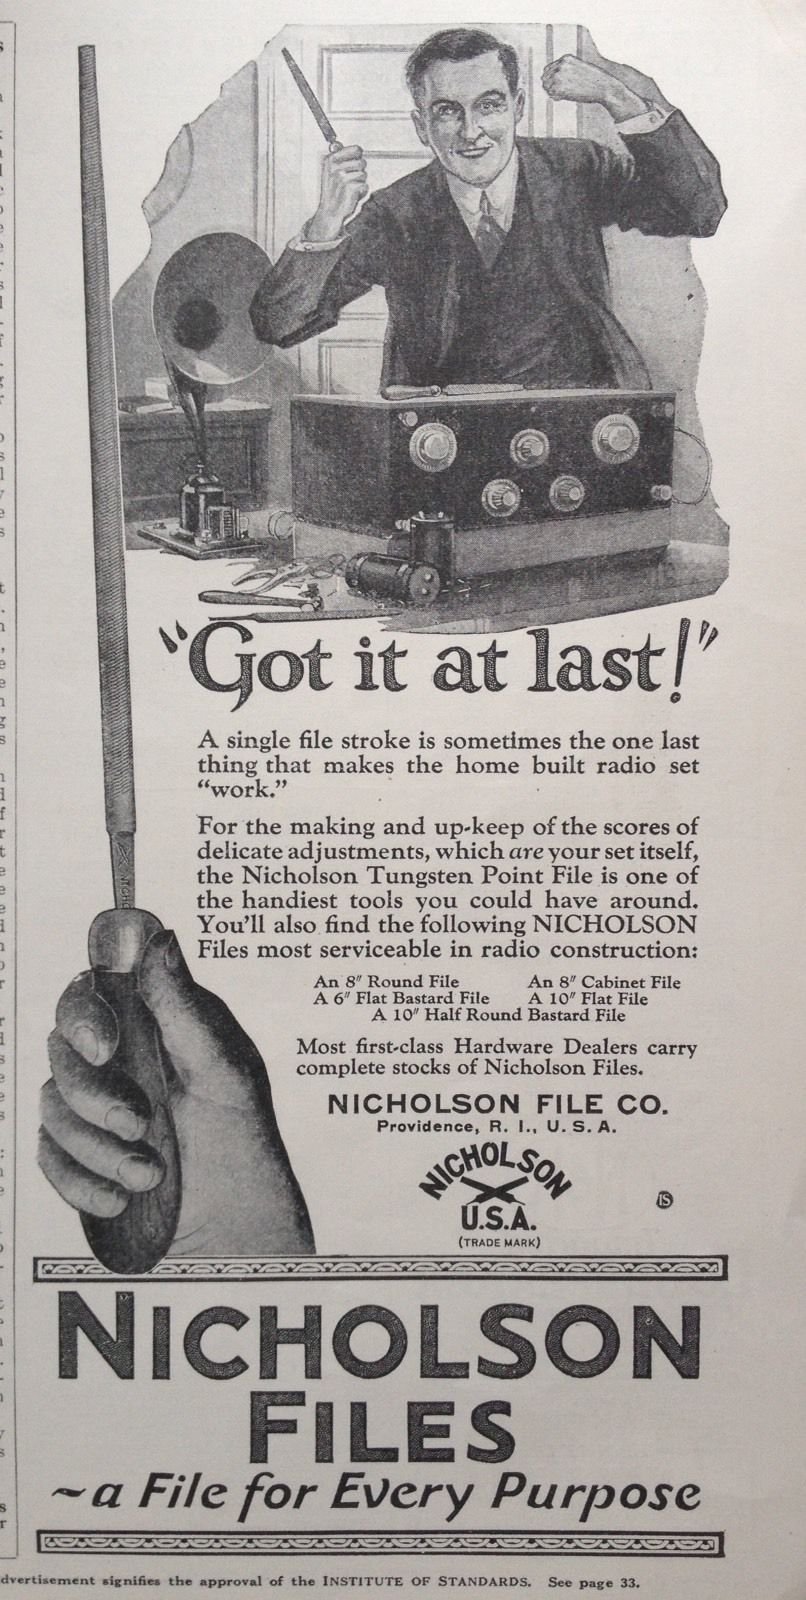 "Got it at last!"
A single file stroke is sometimes the one last
thing that makes the home built radio set
"work."
For the making and up-keep of the scores of
delicate adjustments, which are your set itself,
the Nicholson Tungsten Point File is one of
the handiest tools you could have around.
You'll also find the following NICHOLSON
Files most serviceable in radio construction:
An 8" Round File An 8" Cabinet File
A 6" Flat Bastard File A 10" Flat File
A 10" Half Round Bastard File
Most first-class Hardware Dealers carry
complete stocks of Nicholson Files.
NICHOLSON FILE CO.
Providence, R. I., U. S. A.
NICHOLSON
U.S.A.
(TRADE MARK)
IS
NICHOLSON
FILES
~a File for Every Purpose
dvertisement signifies the approval of the INSTITUTE OF STANDARDS. See page 33.